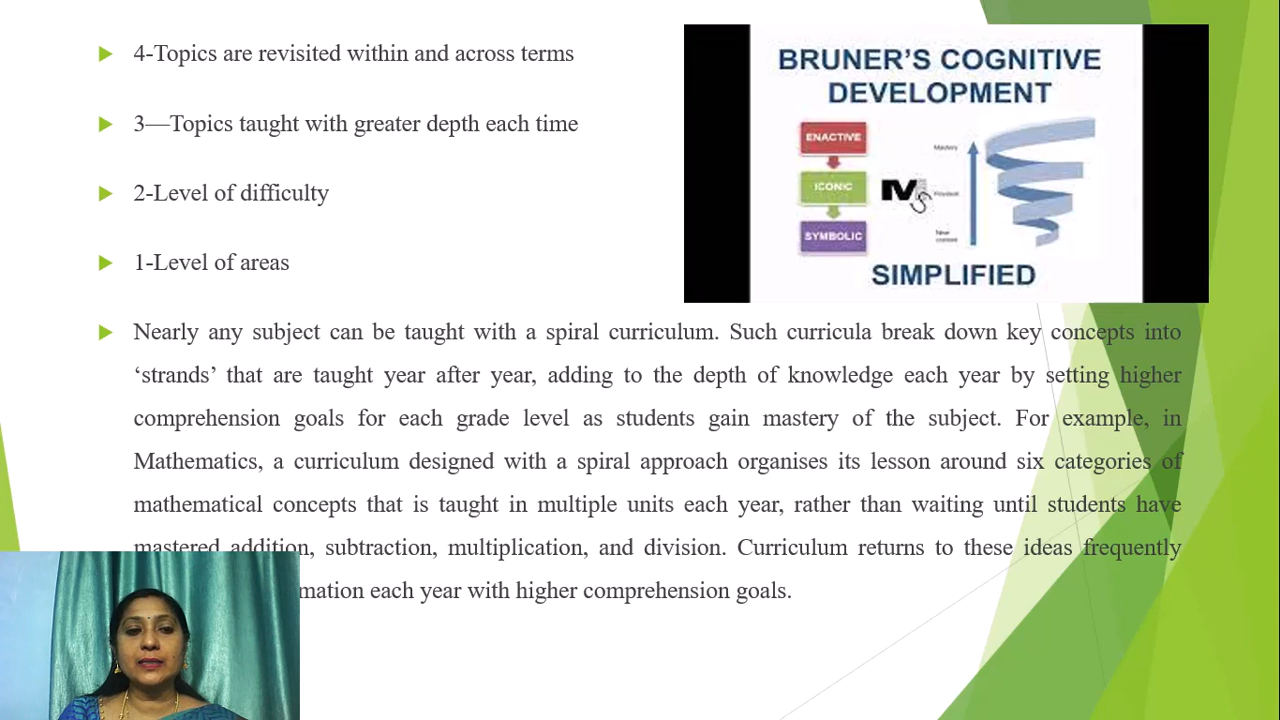 4-Topics are revisited within and across terms
3—Topics taught with greater depth each time
2-Level of difficulty
1-Level of areas
BRUNER'S COGNITIVE
DEVELOPMENT
ENACTIVE
ICONIC
SYMBOLIC
Mastery
New
SIMPLIFIED
Nearly any subject can be taught with a spiral curriculum. Such curricula break down key concepts into
‘strands’ that are taught year after year, adding to the depth of knowledge each year by setting higher
comprehension goals for each grade level as students gain mastery of the subject. For example, in
Mathematics, a curriculum designed with a spiral approach organises its lesson around six categories of
mathematical concepts that is taught in multiple units each year, rather than waiting until students have
mastered addition, subtraction, multiplication, and division. Curriculum returns to these ideas frequently
mation each year with higher comprehension goals.